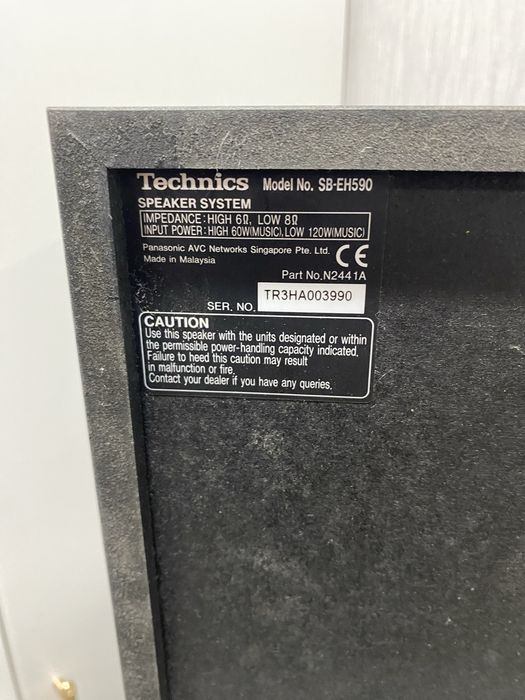 Technics Model No. SB-EH590
SPEAKER SYSTEM
IMPEDANCE: HIGH 6Ω, LOW 8Ω
INPUT POWER: HIGH 60W(MUSIC), LOW 120W(MUSIC)
Panasonic AVC Networks Singapore Pte. Ltd. CE
Made in Malaysia
Part No.N2441A
SER. NO. TR3HA003990
CAUTION
Use this speaker with the units designated or within
the permissible power-handling capacity indicated.
Failure to heed this caution may result
in malfunction or fire.
Contact your dealer if you have any queries.